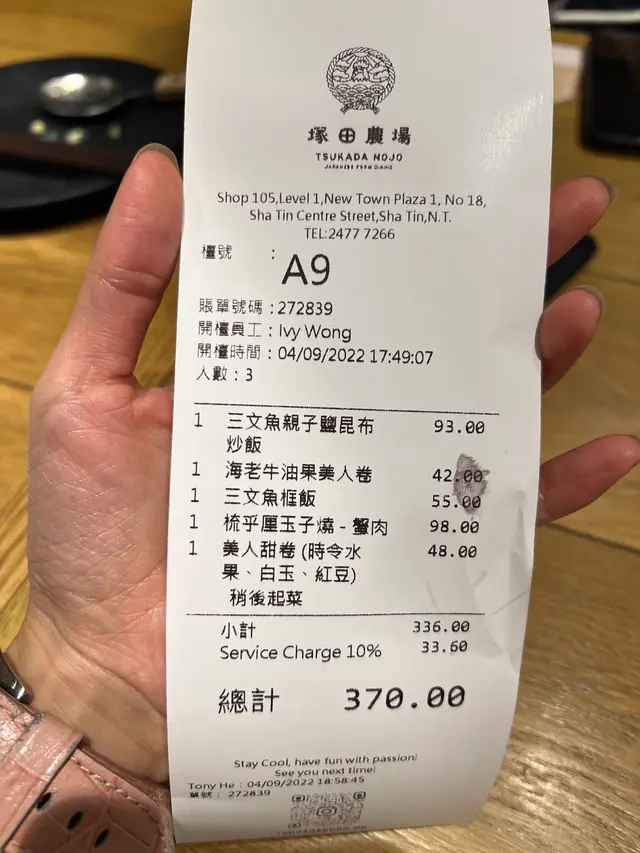 塚田農場
TSUKADA NOJO
JAPANESE FARM DINING
Shop 105,Level 1,New Town Plaza 1, No 18,
Sha Tin Centre Street,Sha Tin,N.T.
TEL:2477 7266
檯號 : A9
賬單號碼 : 272839
開檯員工 : Ivy Wong
開檯時間 : 04/09/2022 17:49:07
人數 : 3
1 三文魚親子鹽昆布 93.00
炒飯
1 海老牛油果美人卷 42.00
1 三文魚框飯 55.00
1 梳乎厘玉子燒 - 蟹肉 98.00
1 美人甜卷 (時令水 48.00
果、白玉、紅豆)
稍後起菜
小計 336.00
Service Charge 10% 33.60
總計 370.00
Stay Cool, have fun with passion!
See you next time!
Tony He : 04/09/2022 18:58:45
單號 : 272839